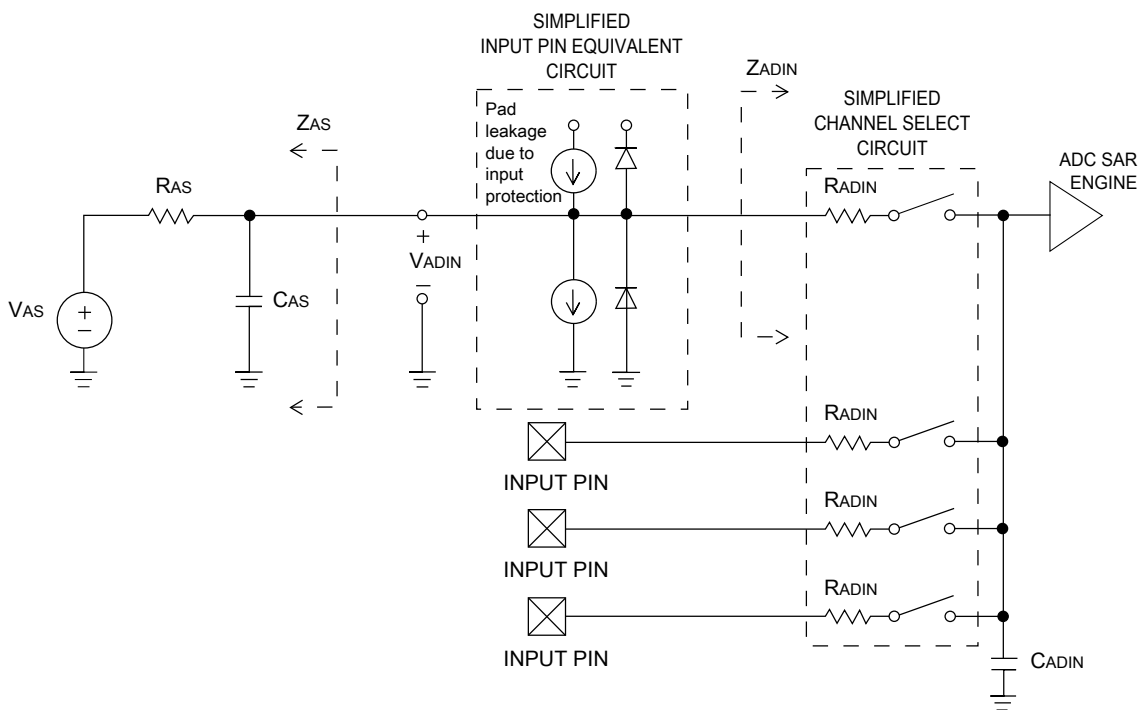 SIMPLIFIED
INPUT PIN EQUIVALENT
CIRCUIT
Pad
leakage
due to
input
protection
ZADIN
SIMPLIFIED
CHANNEL SELECT
CIRCUIT
ADC SAR
ENGINE
ZAS
RAS
RADIN
+
VADIN
−
CAS
VAS
+
−
RADIN
INPUT PIN
RADIN
INPUT PIN
RADIN
INPUT PIN
CADIN